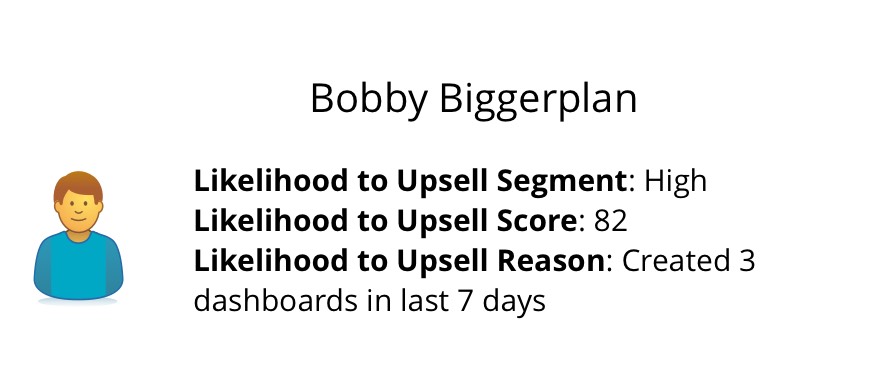 Bobby Biggerplan
Likelihood to Upsell Segment: High
Likelihood to Upsell Score: 82
Likelihood to Upsell Reason: Created 3
dashboards in last 7 days